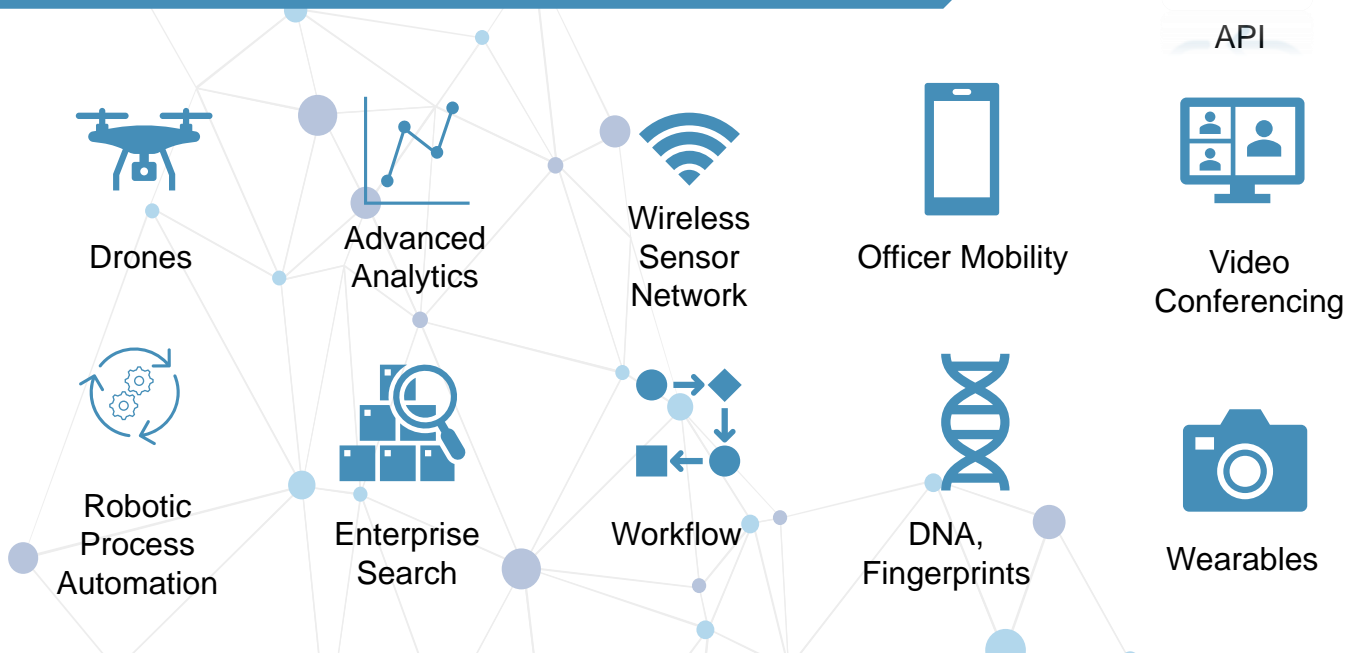 API
Drones
Advanced
Analytics
Wireless
Sensor
Network
Officer Mobility
Video
Conferencing
Robotic
Process
Automation
Enterprise
Search
Workflow
DNA,
Fingerprints
Wearables